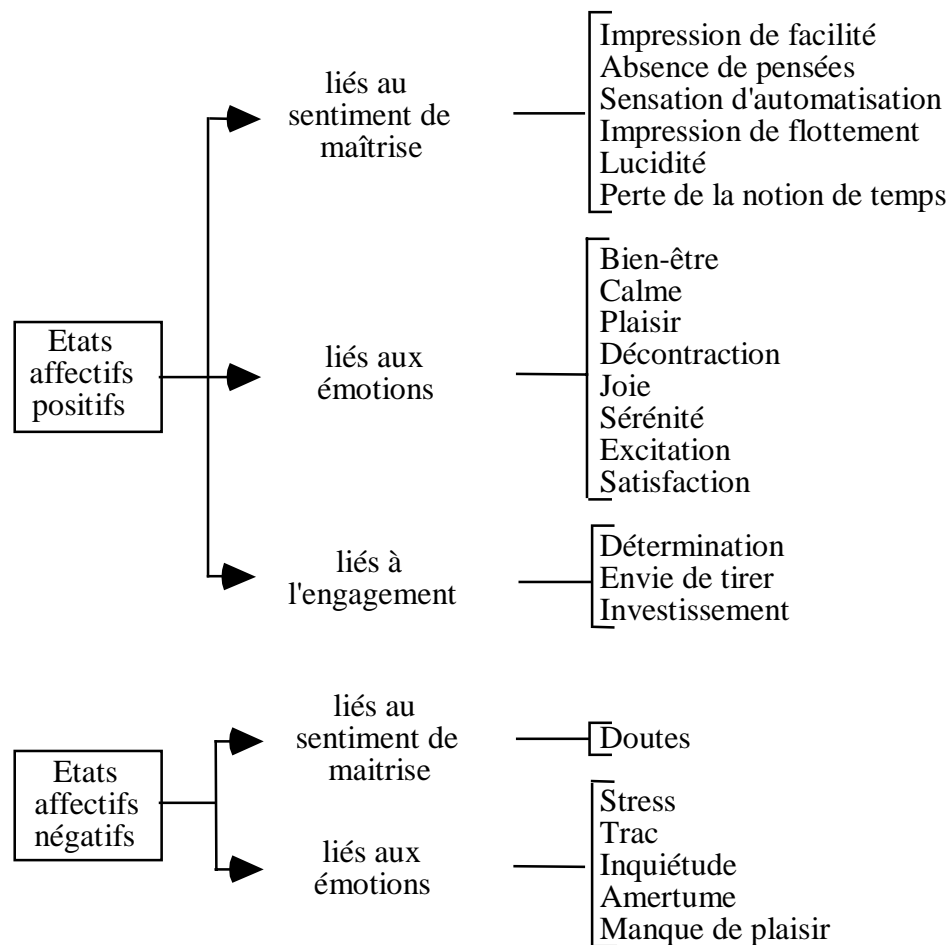 Etats
affectifs
positifs
liés au
sentiment de
maîtrise
Impression de facilité
Absence de pensées
Sensation d'automatisation
Impression de flottement
Lucidité
Perte de la notion de temps
liés aux
émotions
Bien-être
Calme
Plaisir
Décontraction
Joie
Sérénité
Excitation
Satisfaction
liés à
l'engagement
Détermination
Envie de tirer
Investissement
Etats
affectifs
négatifs
liés au
sentiment de
maitrise
Doutes
liés aux
émotions
Stress
Trac
Inquiétude
Amertume
Manque de plaisir